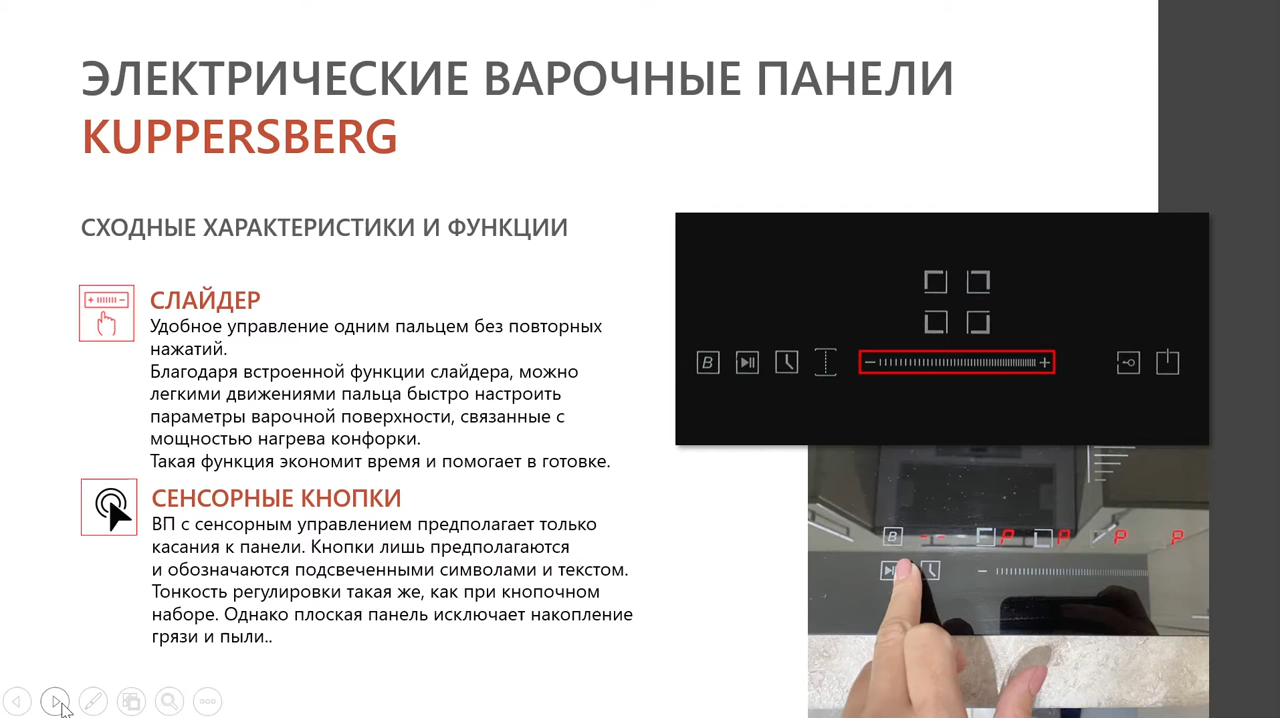 ЭЛЕКТРИЧЕСКИЕ ВАРОЧНЫЕ ПАНЕЛИ
KUPPERSBERG
СХОДНЫЕ ХАРАКТЕРИСТИКИ И ФУНКЦИИ
СЛАЙДЕР
Удобное управление одним пальцем без повторных
нажатий.
Благодаря встроенной функции слайдера, можно
легкими движениями пальца быстро настроить
параметры варочной поверхности, связанные с
мощностью нагрева конфорки.
Такая функция экономит время и помогает в готовке.
СЕНСОРНЫЕ КНОПКИ
ВП с сенсорным управлением предполагает только
касания к панели. Кнопки лишь предполагаются
и обозначаются подсвеченными символами и текстом.
Тонкость регулировки такая же, как при кнопочном
наборе. Однако плоская панель исключает накопление
грязи и пыли..
B
B P P P P